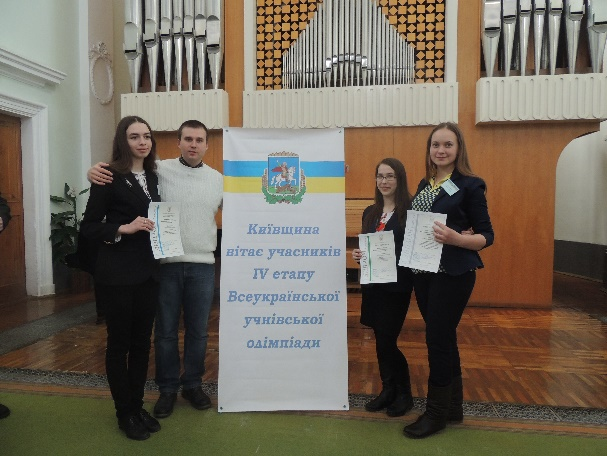 Київщина
вітає учасників
IV етапу
Всеукраїнської
учнівської
олімпіади